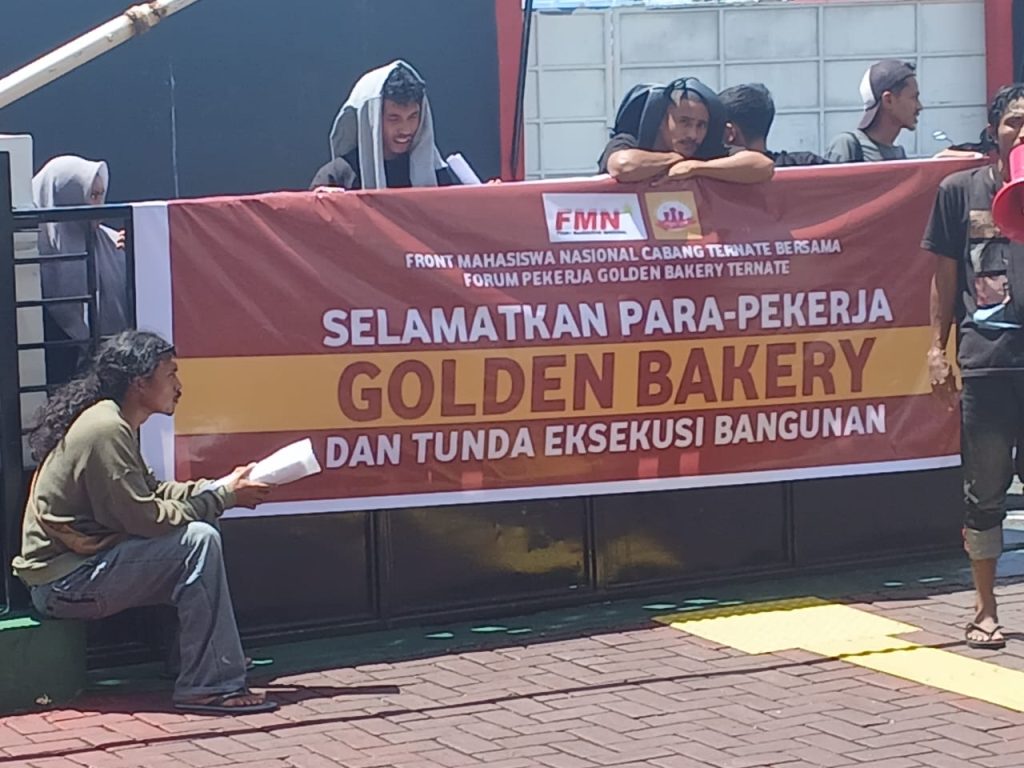 FMN
FRONT MAHASISWA NASIONAL CABANG TERNATE BERSAMA
FORUM PEKERJA GOLDEN BAKERY TERNATE
SELAMATKAN PARA-PEKERJA
GOLDEN BAKERY
DAN TUNDA EKSEKUSI BANGUNAN